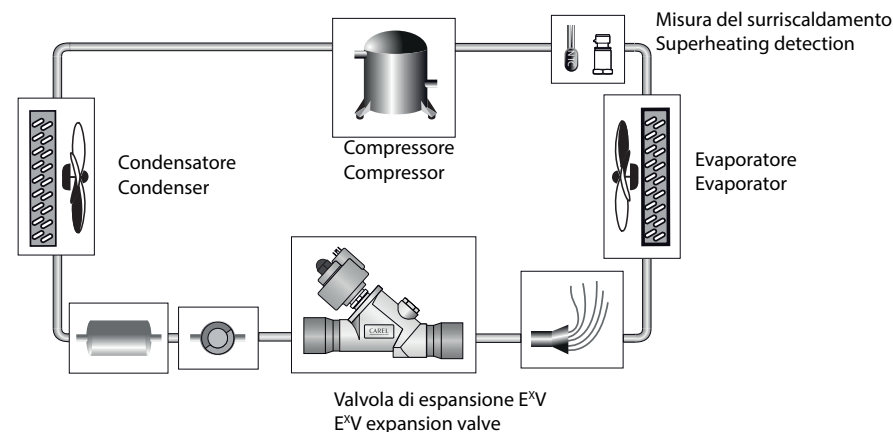 Misura del surriscaldamento
Superheating detection
NTC
Condensatore
Condenser
Compressore
Compressor
Evaporatore
Evaporator
CAREL
Valvola di espansione EˣV
EˣV expansion valve